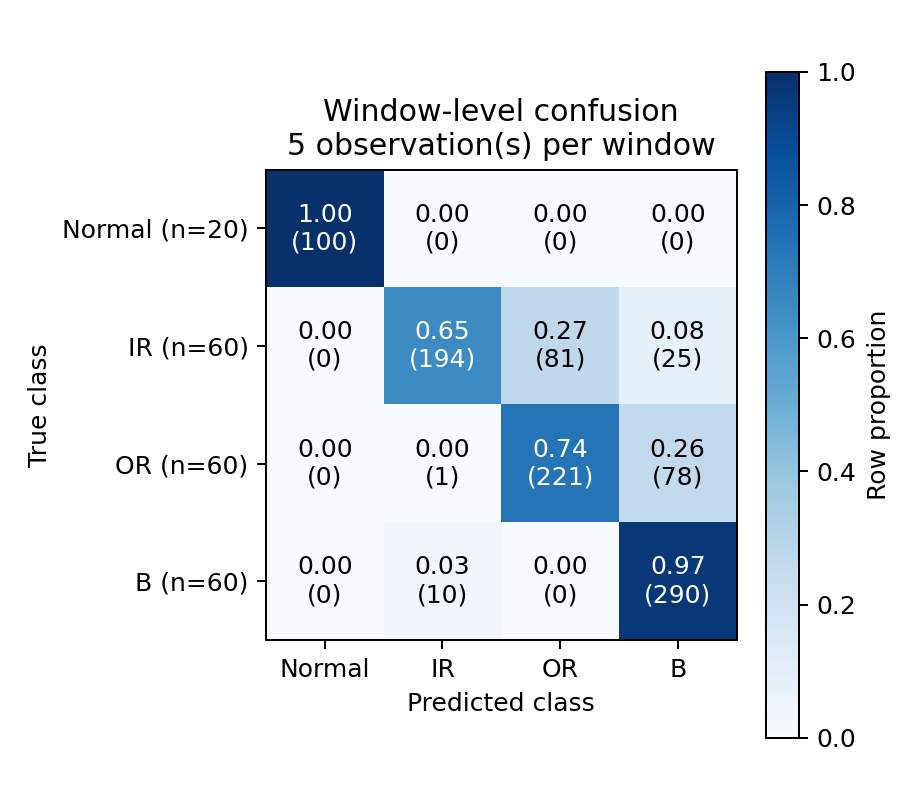 Window-level confusion
5 observation(s) per window
Normal (n=20)
1.00 0.00 0.00 0.00
(100) (0) (0) (0)
IR (n=60)
0.00 0.65 0.27 0.08
(0) (194) (81) (25)
OR (n=60)
0.00 0.00 0.74 0.26
(0) (1) (221) (78)
B (n=60)
0.00 0.03 0.00 0.97
(0) (10) (0) (290)
True class
Normal IR OR B
Predicted class
1.0
0.8
0.6
0.4
0.2
0.0
Row proportion